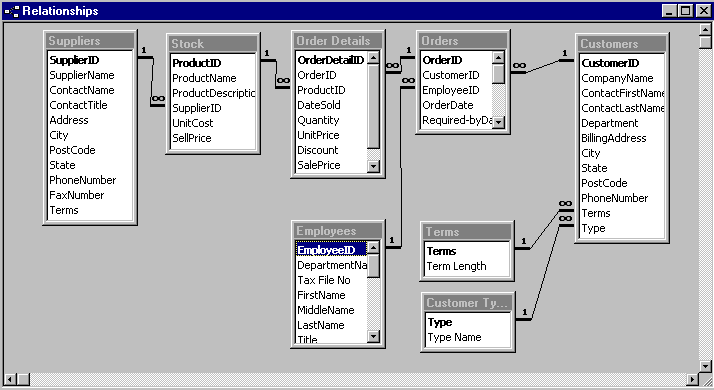 Relationships
Suppliers
SupplierID
SupplierName
ContactName
ContactTitle
Address
City
PostCode
State
PhoneNumber
FaxNumber
Terms
1
∞
Stock
ProductID
ProductName
ProductDescriptic
SupplierID
UnitCost
SellPrice
1
∞
Order Details
OrderDetailID
OrderID
ProductID
DateSold
Quantity
UnitPrice
Discount
SalePrice
1
∞
Orders
OrderID
CustomerID
EmployeeID
OrderDate
Required-byDa
∞
∞
1
Customers
CustomerID
CompanyName
ContactFirstName
ContactLastName
Department
BillingAddress
City
State
PostCode
PhoneNumber
Terms
Type
∞
∞
Employees
EmployeeID
DepartmentNa
Tax File No
FirstName
MiddleName
LastName
Title
1
Terms
Terms
Term Length
1
Customer Ty...
Type
Type Name
1